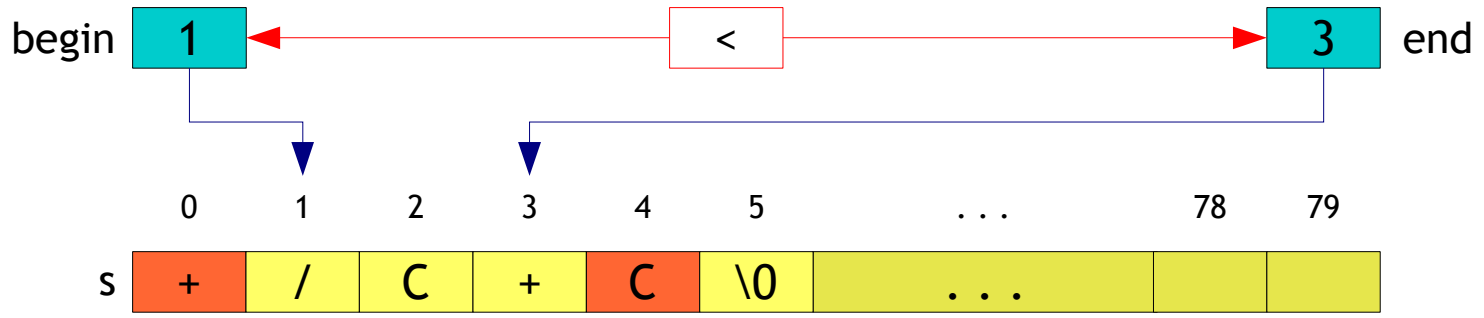 begin 1 < 3 end
0 1 2 3 4 5 . . . 78 79
s + / C + C \0 . . .